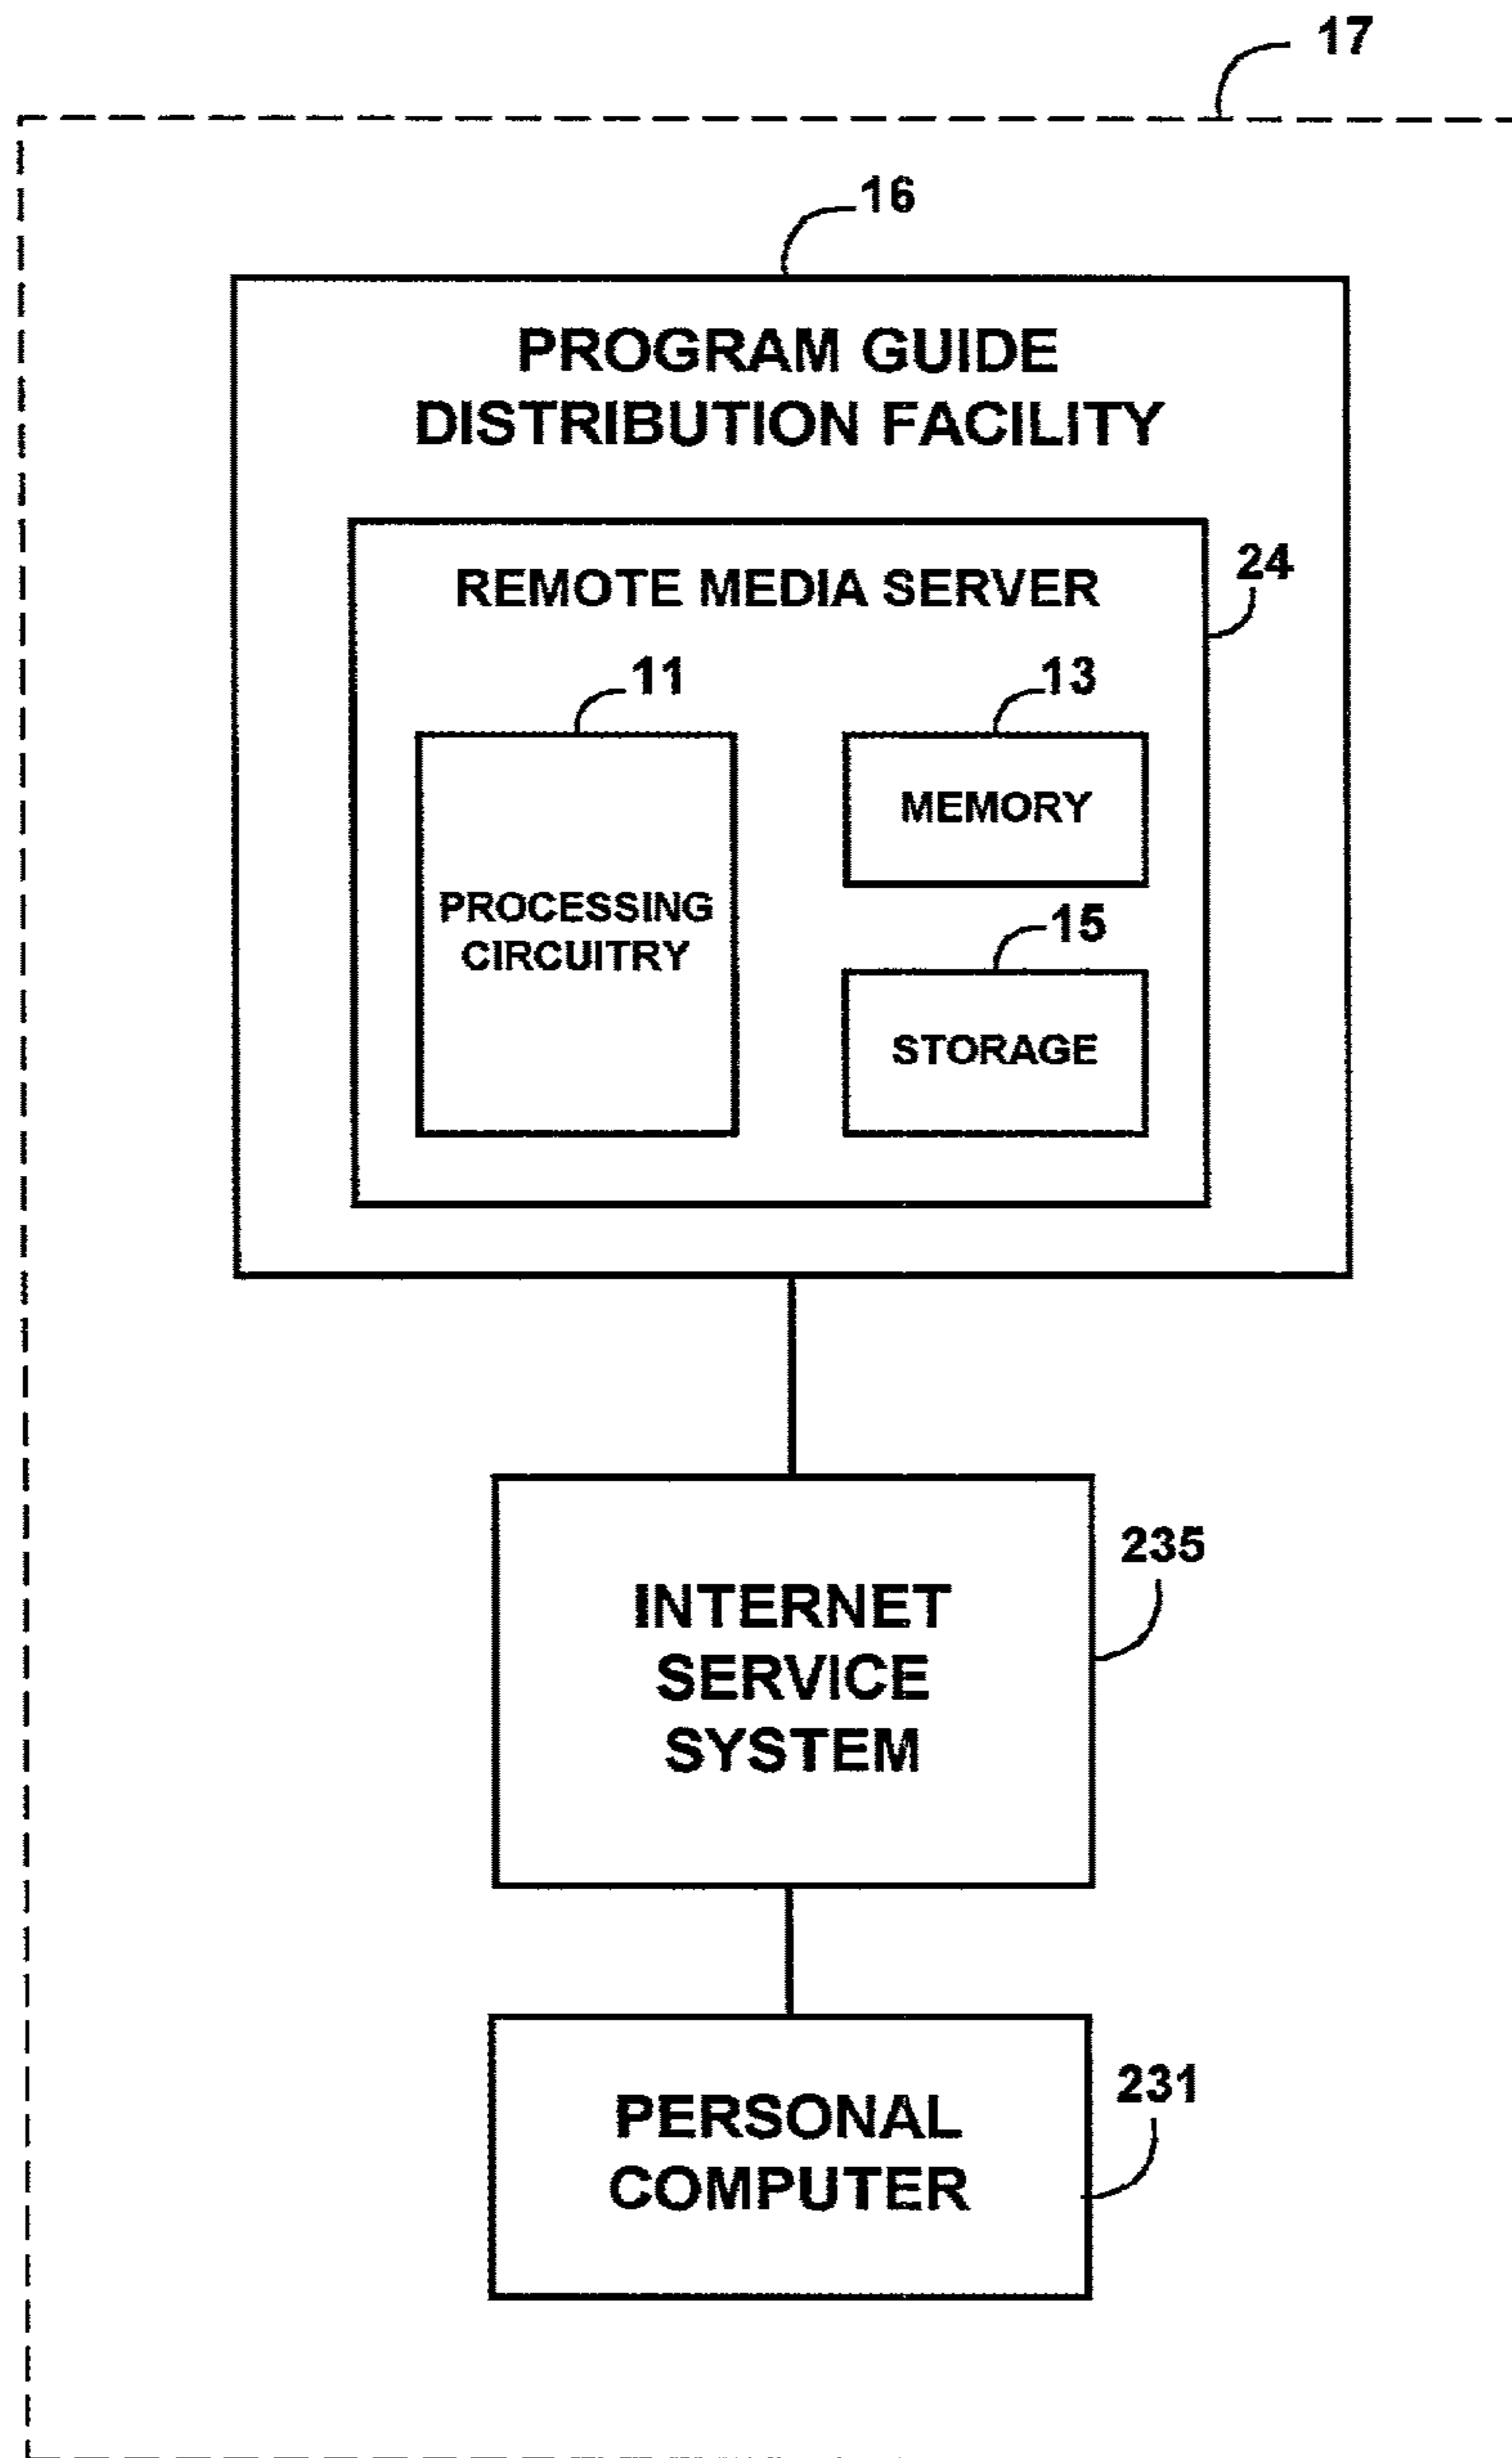 17
16
PROGRAM GUIDE
DISTRIBUTION FACILITY
REMOTE MEDIA SERVER
24
11
13
MEMORY
PROCESSING
CIRCUITRY
15
STORAGE
235
INTERNET
SERVICE
SYSTEM
231
PERSONAL
COMPUTER